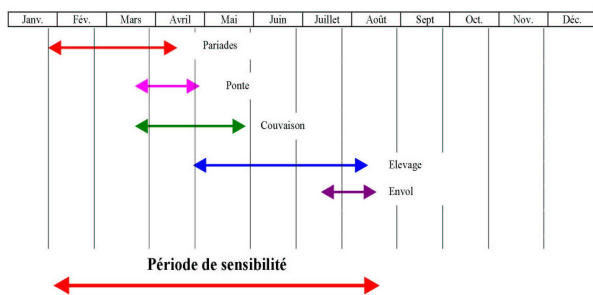 Janv. Fév. Mars Avril Mai Juin Juillet Août Sept Oct. Nov. Déc.
Pariades
Ponte
Couvaison
Elevage
Envol
Période de sensibilité